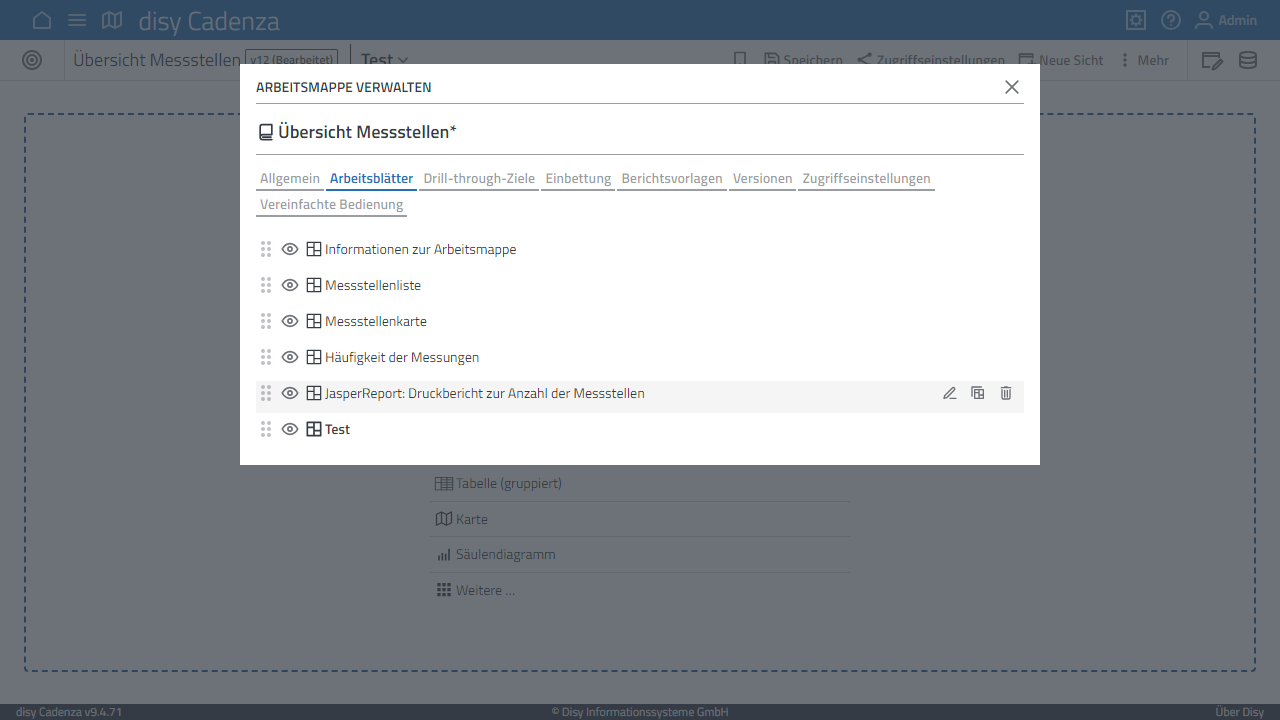 disy Cadenza
Admin
Übersicht Messstellen v12 (Bearbeitet) Test
Speichern Zugriffseinstellungen Neue Sicht Mehr
ARBEITSMAPPE VERWALTEN
Übersicht Messstellen*
Allgemein Arbeitsblätter Drill-through-Ziele Einbettung Berichtsvorlagen Versionen Zugriffseinstellungen
Vereinfachte Bedienung
Informationen zur Arbeitsmappe
Messstellenliste
Messstellenkarte
Häufigkeit der Messungen
JasperReport: Druckbericht zur Anzahl der Messstellen
Test
Tabelle (gruppiert)
Karte
Säulendiagramm
Weitere ...
disy Cadenza v9.4.71
© Disy Informationssysteme GmbH
Über Disy